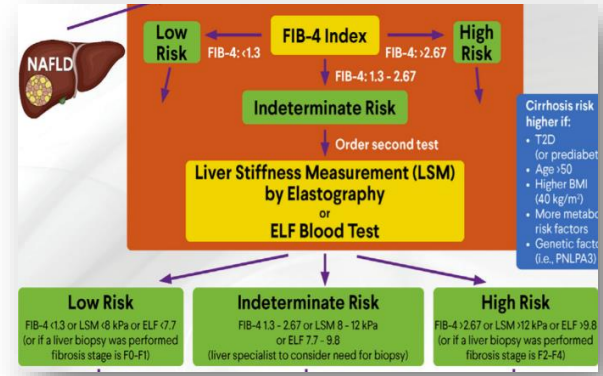 NAFLD
Low
Risk
FIB-4: <1.3
FIB-4 Index
FIB-4: >2.67
High
Risk
FIB-4: 1.3 - 2.67
Indeterminate Risk
Order second test
Liver Stiffness Measurement (LSM)
by Elastography
or
ELF Blood Test
Cirrhosis risk
higher if:
• T2D
(or prediabet
• Age >50
• Higher BMI
(40 kg/m²)
• More metabo
risk factors
• Genetic facto
(i.e., PNLPA3)
Low Risk
FIB-4 <1.3 or LSM <8 kPa or ELF <7.7
(or if a liver biopsy was performed
fibrosis stage is F0-F1)
Indeterminate Risk
FIB-4 1.3 - 2.67 or LSM 8 - 12 kPa
or ELF 7.7 - 9.8
(liver specialist to consider need for biopsy)
High Risk
FIB-4 >2.67 or LSM >12 kPa or ELF >9.8
(or if a liver biopsy was performed
fibrosis stage is F2-F4)